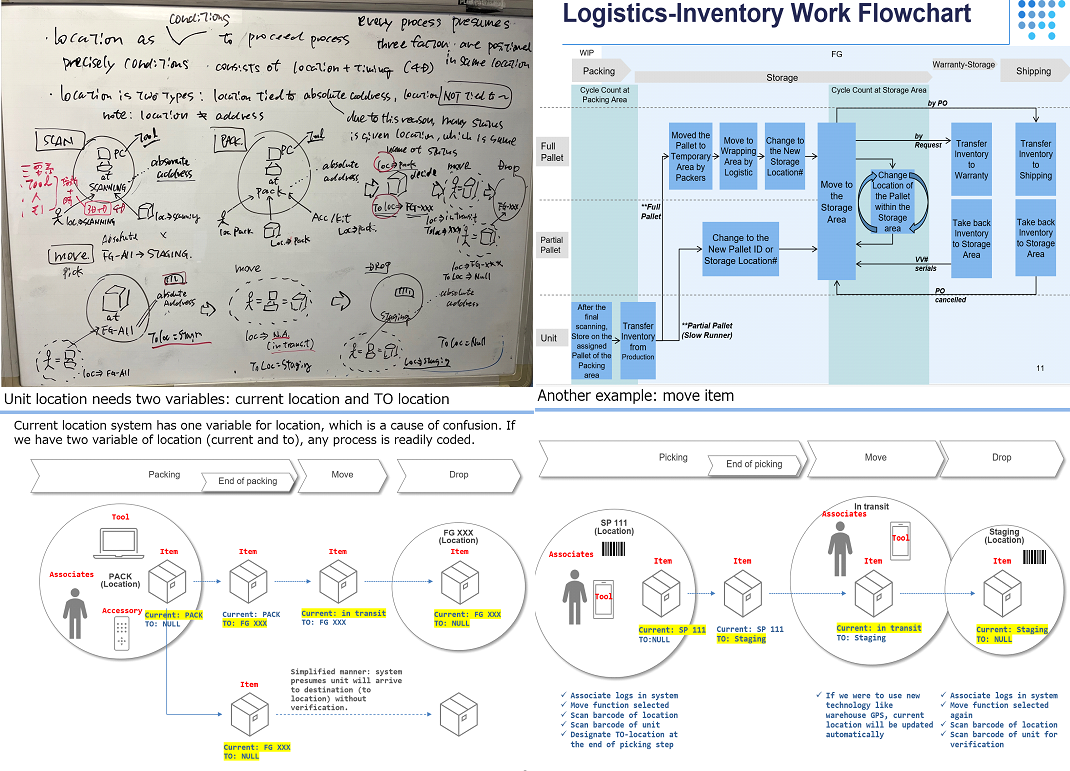 conditions
every process presumes
• location as
to proceed process
three factor are positioned
in same location
precisely conditions • consists of location + timing (4D)
• location is two types: location tied to absolute address, location NOT tied to ~
note: location ≠ address
due to this reason, many status
is given location, which is same
name of status
SCAN
Tool
PC
absolute
address
at
SCANNING
loc⇒SCANNING
loc⇒scanning
PACK
Tool
PC
at
pack
absolute
address
loc Pack
Loc⇒Pack
Acc/kit
Loc⇒Pack
loc⇒Pack
decide
move
Drop
To loc⇒FG-XXX
loc⇒in transit
To loc⇒XXX
FG-XXX
loc⇒FG-XXX
To Loc⇒Null
Absolute ×
FG-All → STAGING
move
pick
at
FG-All
absolute
address
loc⇒FG-All
move
loc⇒ N.A.
(in transit)
To Loc=Staging
DROP
Staging
absolute
address
To Loc=Null
Loc⇒staging
Logistics-Inventory Work Flowchart
WIP
FG
Packing
Storage
Warranty-Storage
Shipping
Cycle Count at
Packing Area
Cycle Count at Storage Area
by PO
Full
Pallet
Moved the
Pallet to
Temporary
Area by
Packers
Move to
Wrapping
Area by
Logistic
Change to
the New
Storage
Location#
Move to
the
Storage
Area
by
Request
Change
Location of
the Pallet
within the
Storage
area
Transfer
Inventory
to
Warranty
Transfer
Inventory
to
Shipping
**Full
Pallet
Partial
Pallet
Change to the
New Pallet ID or
Storage Location#
Take back
Inventory
to Storage
Area
Take back
Inventory
to Storage
Area
VV#
serials
PO
cancelled
Unit
After the
final
scanning,
Store on the
assigned
Pallet of the
Packing
area
Transfer
Inventory
from
Production
**Partial Pallet
(Slow Runner)
11
Unit location needs two variables: current location and TO location
Current location system has one variable for location, which is a cause of confusion. If
we have two variable of location (current and to), any process is readily coded.
Packing
End of packing
Move
Drop
Tool
Item
PACK
(Location)
Associates
Accessory
Current: PACK
TO: NULL
Item
Current: PACK
TO: FG XXX
Item
Current: in transit
TO: FG XXX
FG XXX
(Location)
Item
Current: FG XXX
TO: NULL
Simplified manner: system
presumes unit will arrive
to destination (to
location) without
verification.
Item
Current: FG XXX
TO: NULL
Another example: move item
Picking
End of picking
Move
Drop
SP 111
(Location)
Associates
Tool
Item
Current: SP 111
TO:NULL
Item
Current: SP 111
TO: Staging
In transit
Associates
Tool
Item
Current: in transit
TO: Staging
Staging
(Location)
Item
Current: Staging
TO: NULL
✓ Associate logs in system
✓ Move function selected
✓ Scan barcode of location
✓ Scan barcode of unit
✓ Designate TO-location at
the end of picking step
✓ If we were to use new
technology like
warehouse GPS, current
location will be updated
automatically
✓ Associate logs in system
✓ Move function selected
again
✓ Scan barcode of location
✓ Scan barcode of unit for
verification